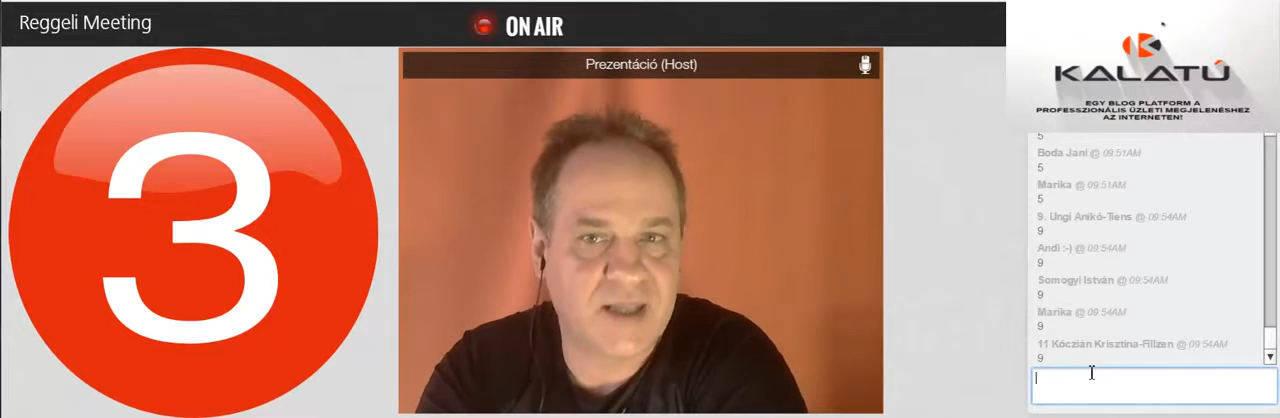 Reggeli Meeting
ON AIR
3
Prezentáció (Host)
KALATÚ
EGY BLOG PLATFORM A
PROFESSZIONÁLIS ÜZLETI MEGJELENÉSHEZ
AZ INTERNETEN!
5
Boda Jani @ 09:51AM
5
Marika @ 09:51AM
5
9. Ungi Anikó-Tiens @ 09:54AM
9
Andi :-) @ 09:54AM
9
Somogyi István @ 09:54AM
9
Marika @ 09:54AM
9
11 Kóczián Krisztina-Fillzen @ 09:54AM
9